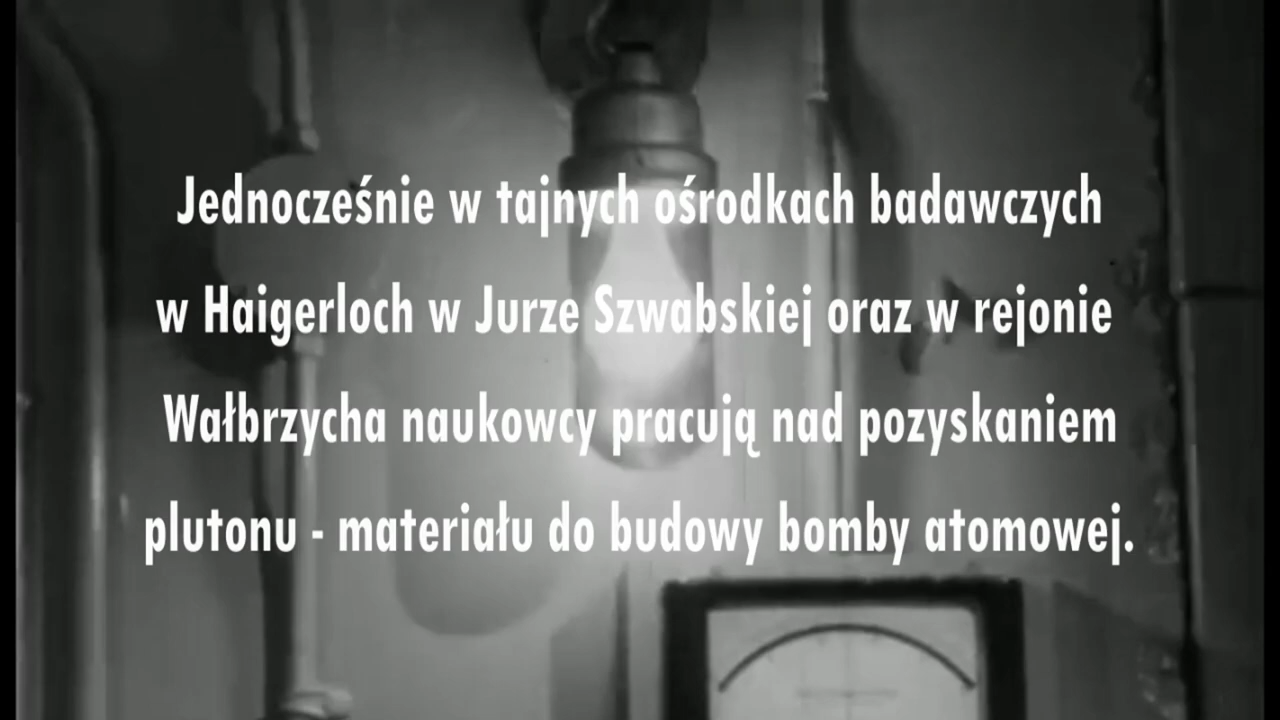 Jednocześnie w tajnych ośrodkach badawczych
w Haigerloch w Jurze Szwabskiej oraz w rejonie
Wałbrzycha naukowcy pracują nad pozyskaniem
plutonu - materiału do budowy bomby atomowej.